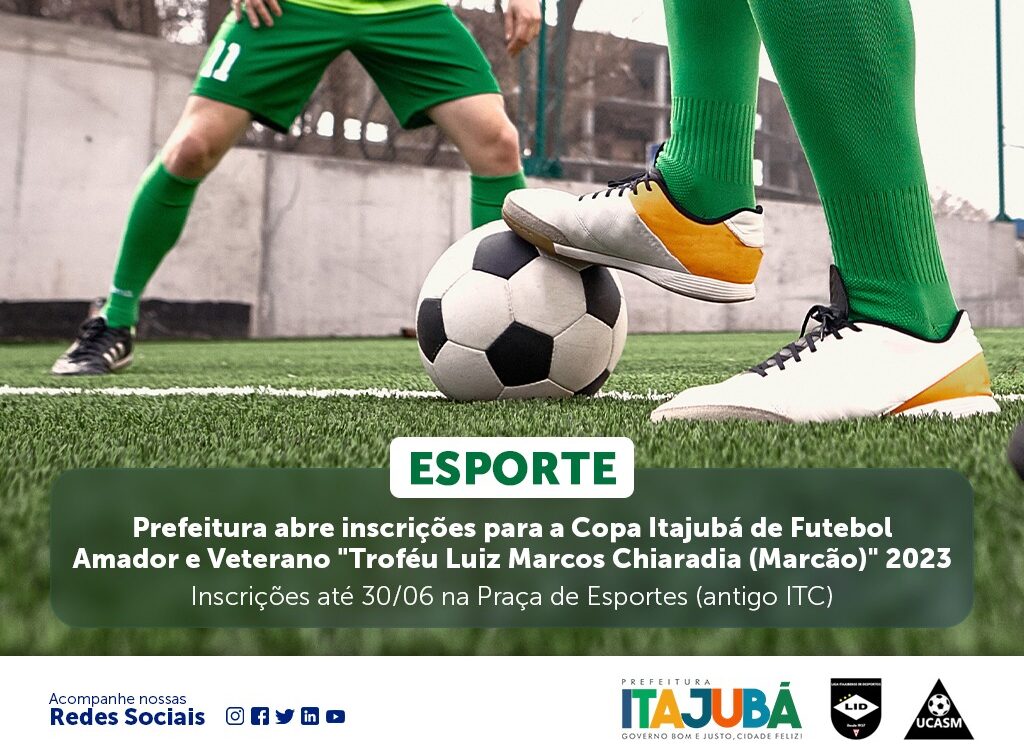 11
ESPORTE
Prefeitura abre inscrições para a Copa Itajubá de Futebol
Amador e Veterano "Troféu Luiz Marcos Chiaradia (Marcão)" 2023
Inscrições até 30/06 na Praça de Esportes (antigo ITC)
Acompanhe nossas
Redes Sociais
PREFEITURA
ITAJUBÁ
GOVERNO BOM E JUSTO, CIDADE FELIZ!
LID
UCASM